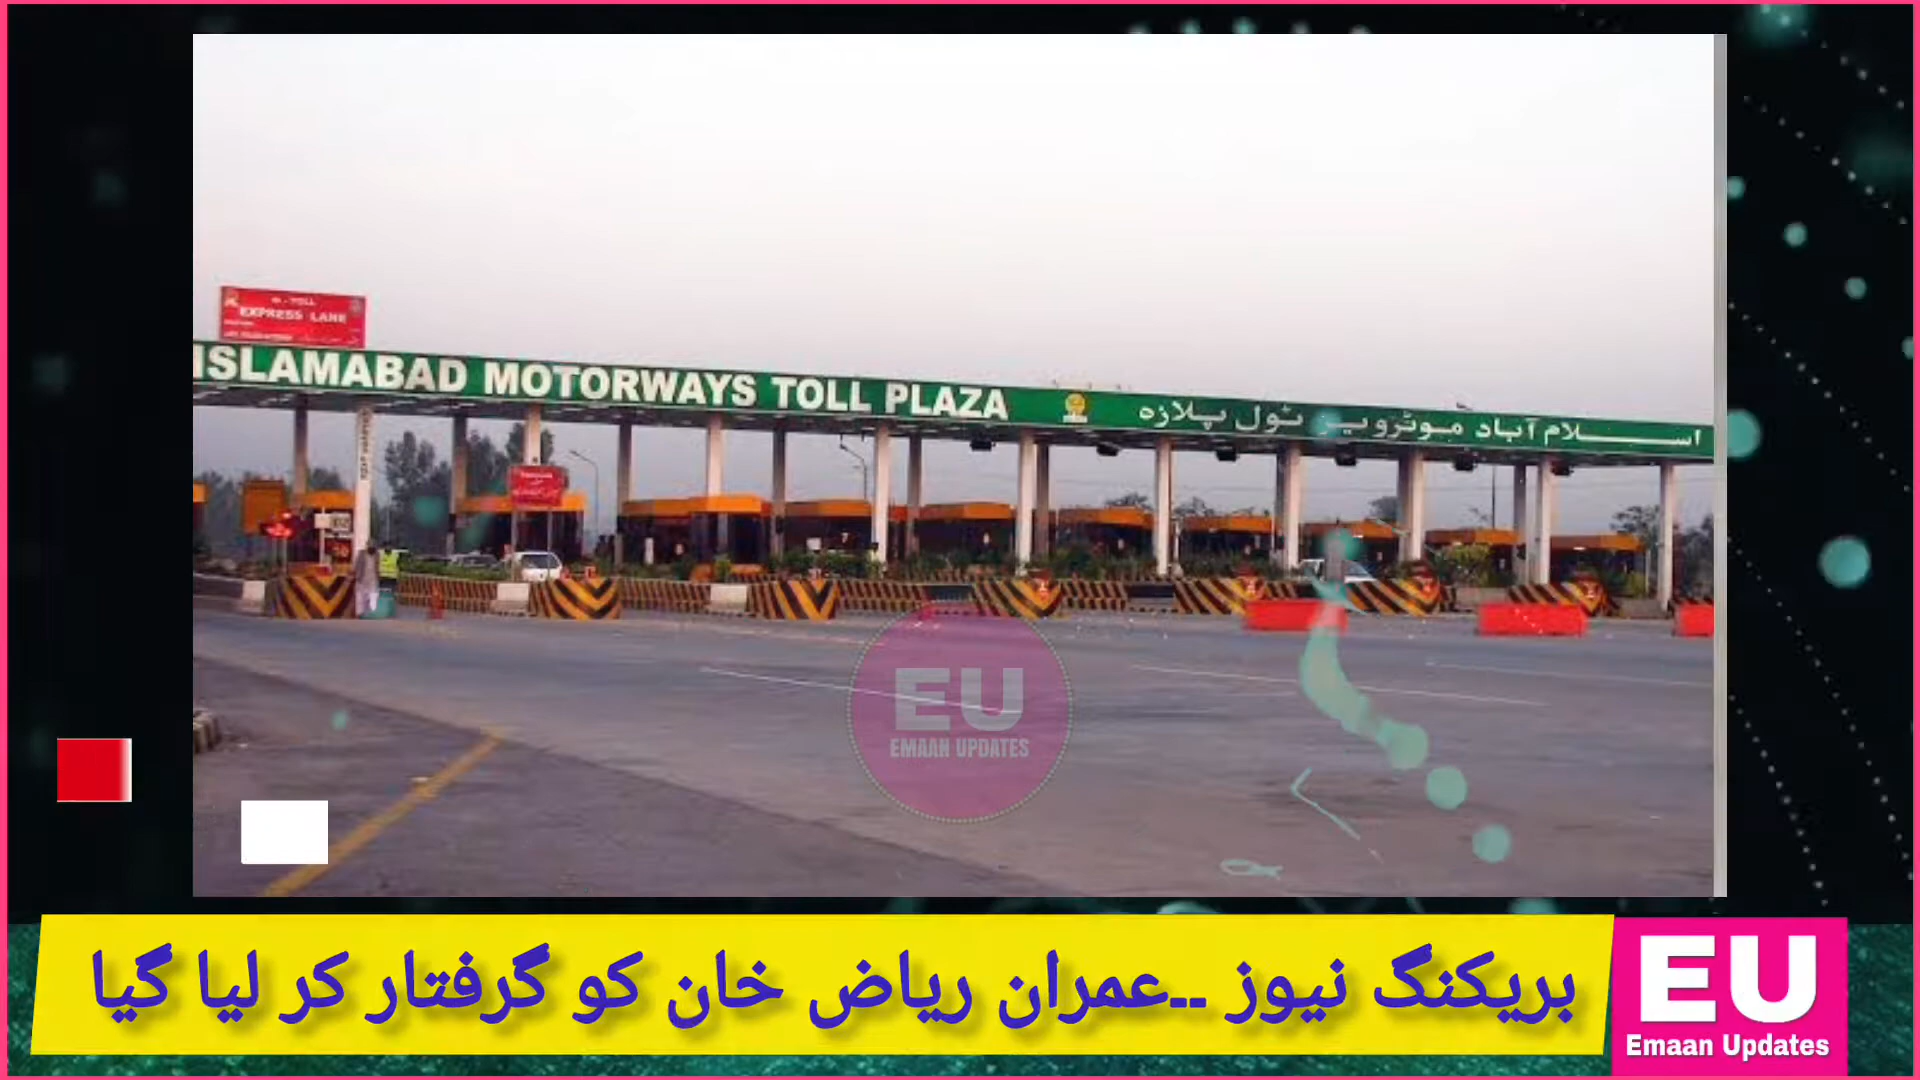 e - TOLL
EXPRESS LANE
ISLAMABAD MOTORWAYS TOLL PLAZA
اسلام آباد موٹرویز ٹول پلازہ
EU
EMAAN UPDATES
بریکنگ نیوز ..عمران ریاض خان کو گرفتار کر لیا گیا
EU
Emaan Updates